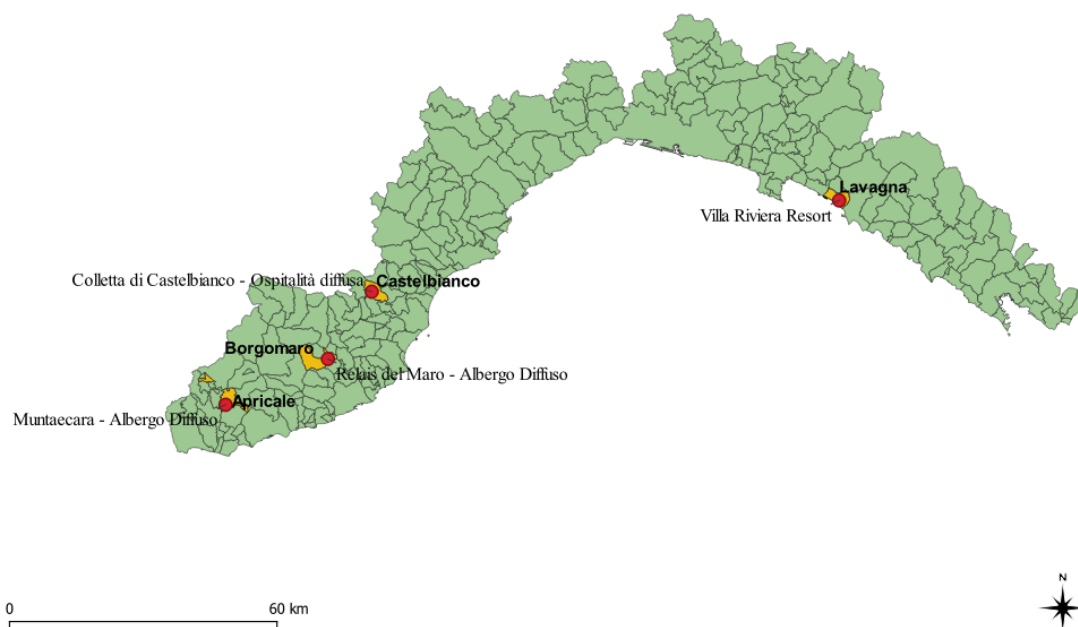 Lavagna
Villa Riviera Resort
Colletta di Castelbianco - Ospitalità diffusa
Castelbianco
Borgomaro
Relais del Maro - Albergo Diffuso
Apricale
Muntaecara - Albergo Diffuso
N
0 60 km